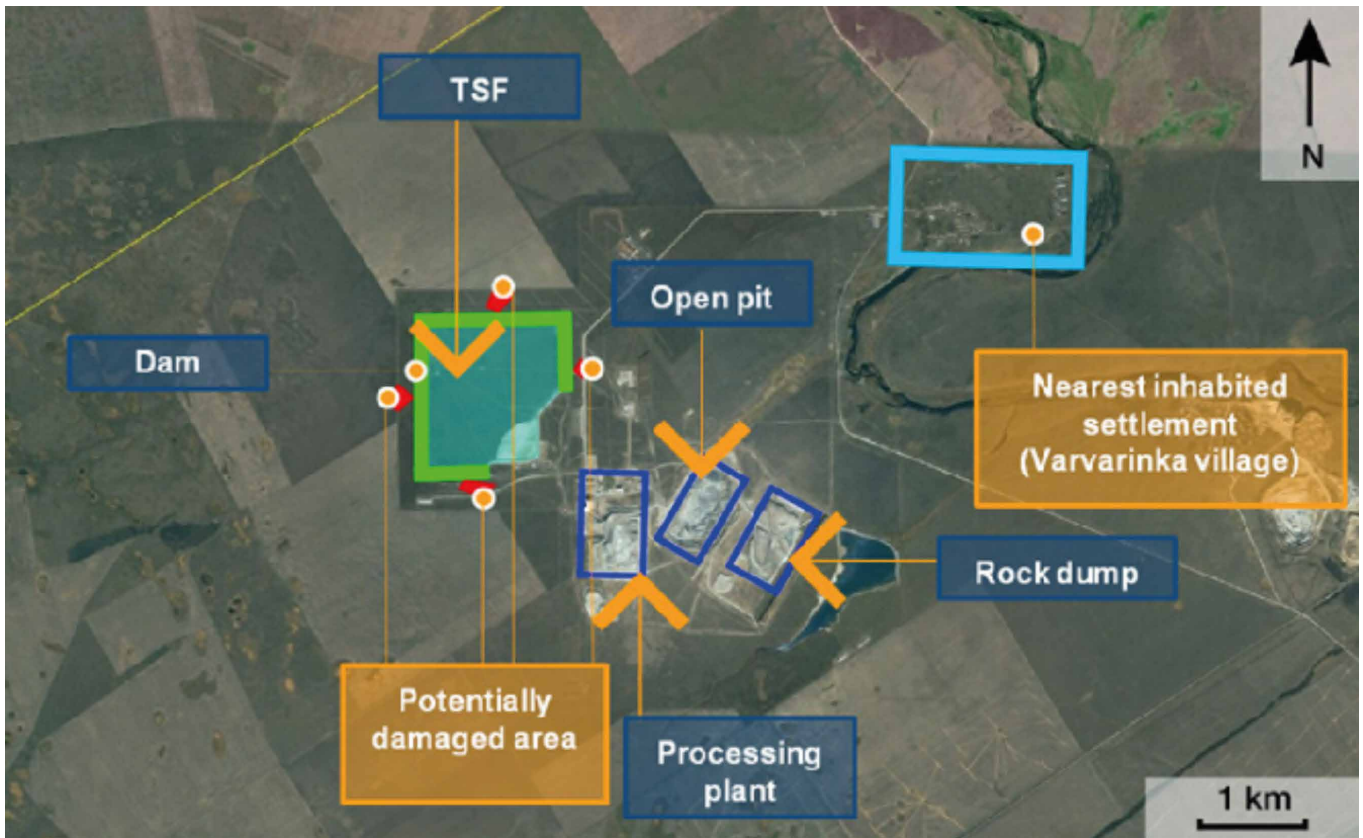 TSF
N
Open pit
Dam
Nearest inhabited
settlement
(Varvarinka village)
Rock dump
Potentially
damaged area
Processing
plant
1 km